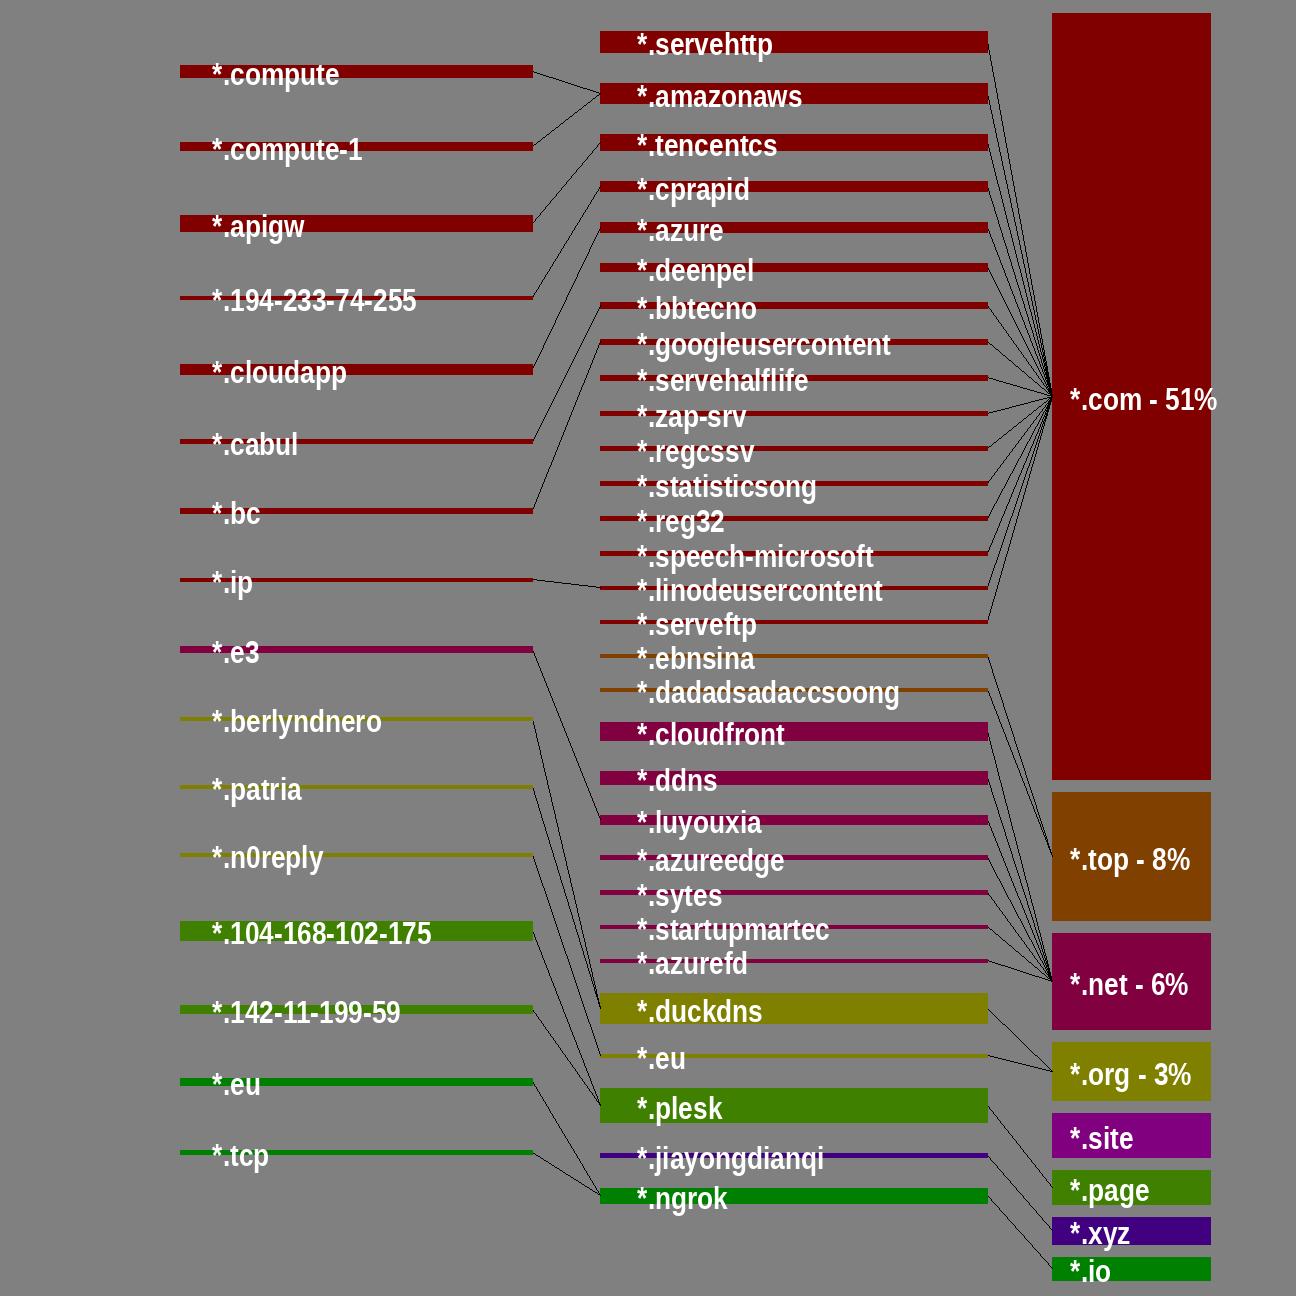 *.compute
*.compute-1
*.apigw
*.194-233-74-255
*.cloudapp
*.cabul
*.bc
*.ip
*.e3
*.berlyndnero
*.patria
*.n0reply
*.104-168-102-175
*.142-11-199-59
*.eu
*.tcp
*.servehttp
*.amazonaws
*.tencentcs
*.cprapid
*.azure
*.deenpel
*.bbtecno
*.googleusercontent
*.servehalflife
*.zap-srv
*.regcssv
*.statisticsong
*.reg32
*.speech-microsoft
*.linodeusercontent
*.serveftp
*.ebnsina
*.dadadsadaccsoong
*.cloudfront
*.ddns
*.luyouxia
*.azureedge
*.sytes
*.startupmartec
*.azurefd
*.duckdns
*.eu
*.plesk
*.jiayongdianqi
*.ngrok
*.com - 51%
*.top - 8%
*.net - 6%
*.org - 3%
*.site
*.page
*.xyz
*.io